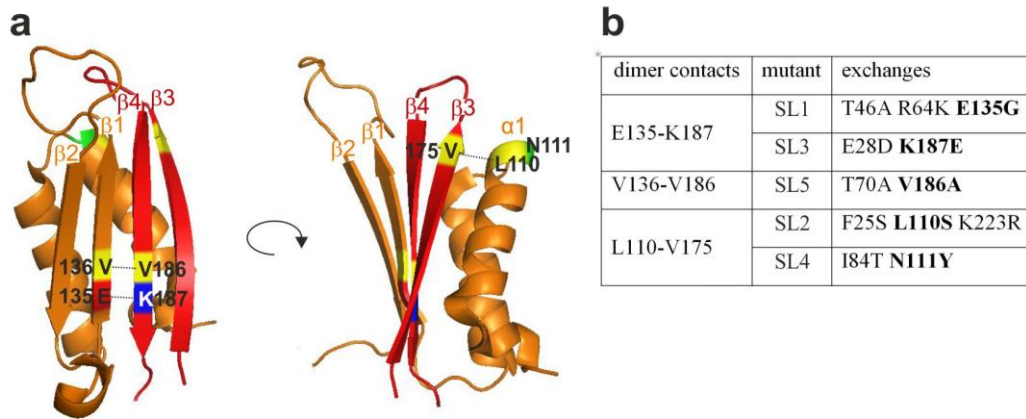 a
β4 β3
β1
β2
136 V V 186
135 E K 187
β4 β3
β1
β2
α1
175 V
N111
L110
b
dimer contacts mutant exchanges
E135-K187
SL1 T46A R64K E135G
SL3 E28D K187E
V136-V186 SL5 T70A V186A
L110-V175
SL2 F25S L110S K223R
SL4 I84T N111Y